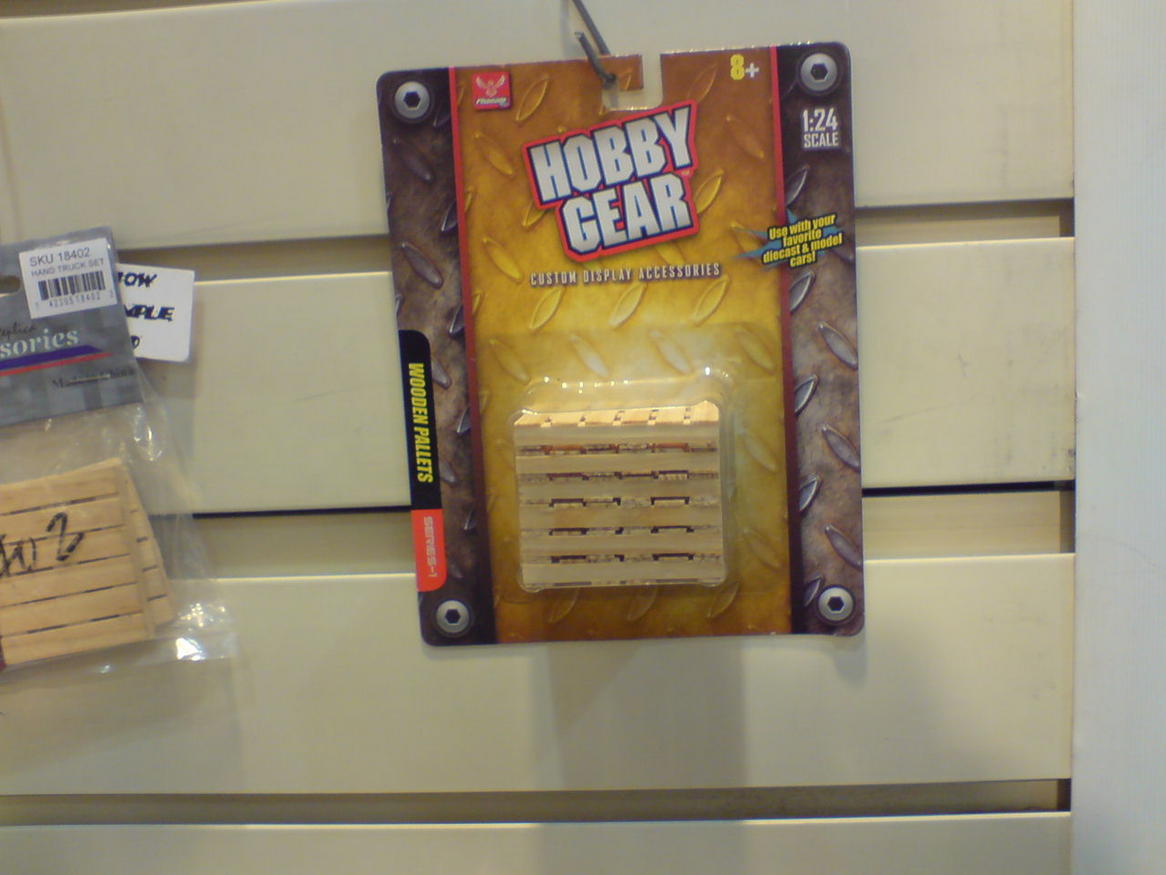 8+
1:24
SCALE
HOBBY
GEAR
CUSTOM DISPLAY ACCESSORIES
Use with your
favorite
diecast & model
cars!
WOODEN PALLETS
SERIES-1
SKU 18402
HAND TRUCK SET
sories